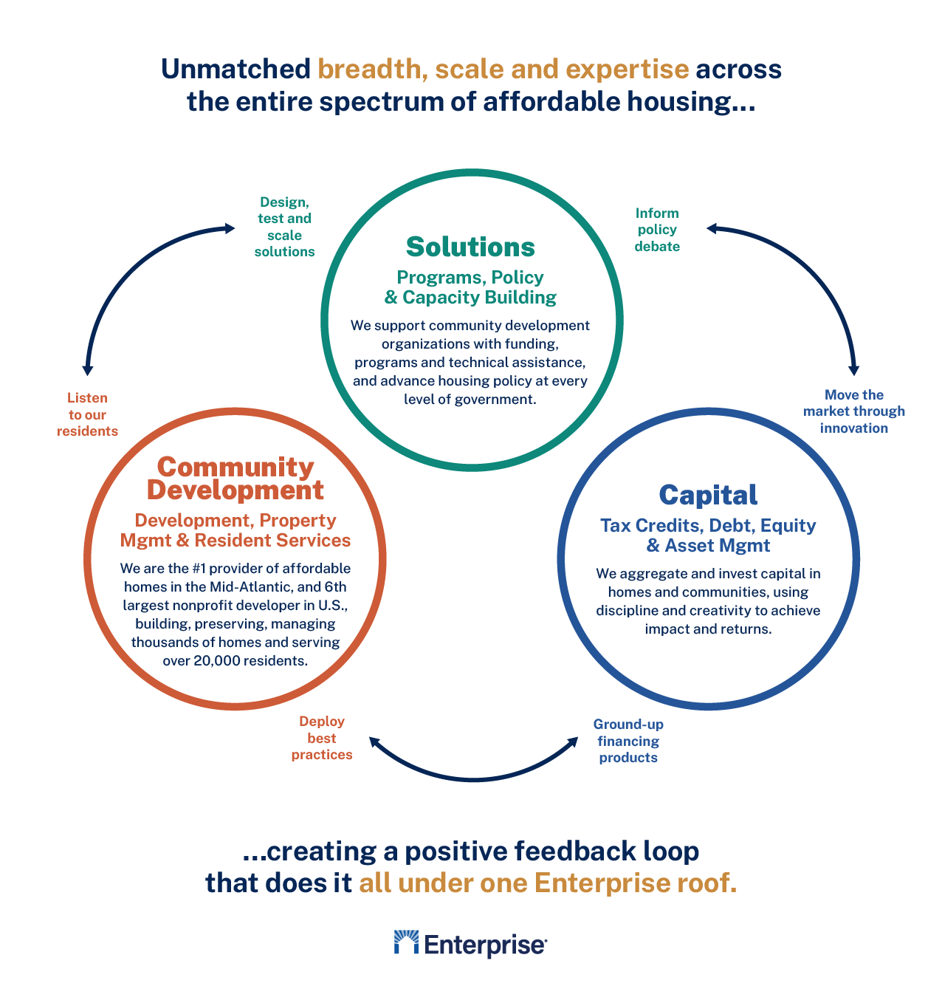 Unmatched breadth, scale and expertise across
the entire spectrum of affordable housing...
Design,
test and
scale
solutions
Inform
policy
debate
Solutions
Programs, Policy
& Capacity Building
We support community development
organizations with funding,
programs and technical assistance,
and advance housing policy at every
level of government.
Listen
to our
residents
Move the
market through
innovation
Community
Development
Development, Property
Mgmt & Resident Services
We are the #1 provider of affordable
homes in the Mid-Atlantic, and 6th
largest nonprofit developer in U.S.,
building, preserving, managing
thousands of homes and serving
over 20,000 residents.
Capital
Tax Credits, Debt, Equity
& Asset Mgmt
We aggregate and invest capital in
homes and communities, using
discipline and creativity to achieve
impact and returns.
Deploy
best
practices
Ground-up
financing
products
...creating a positive feedback loop
that does it all under one Enterprise roof.
Enterprise